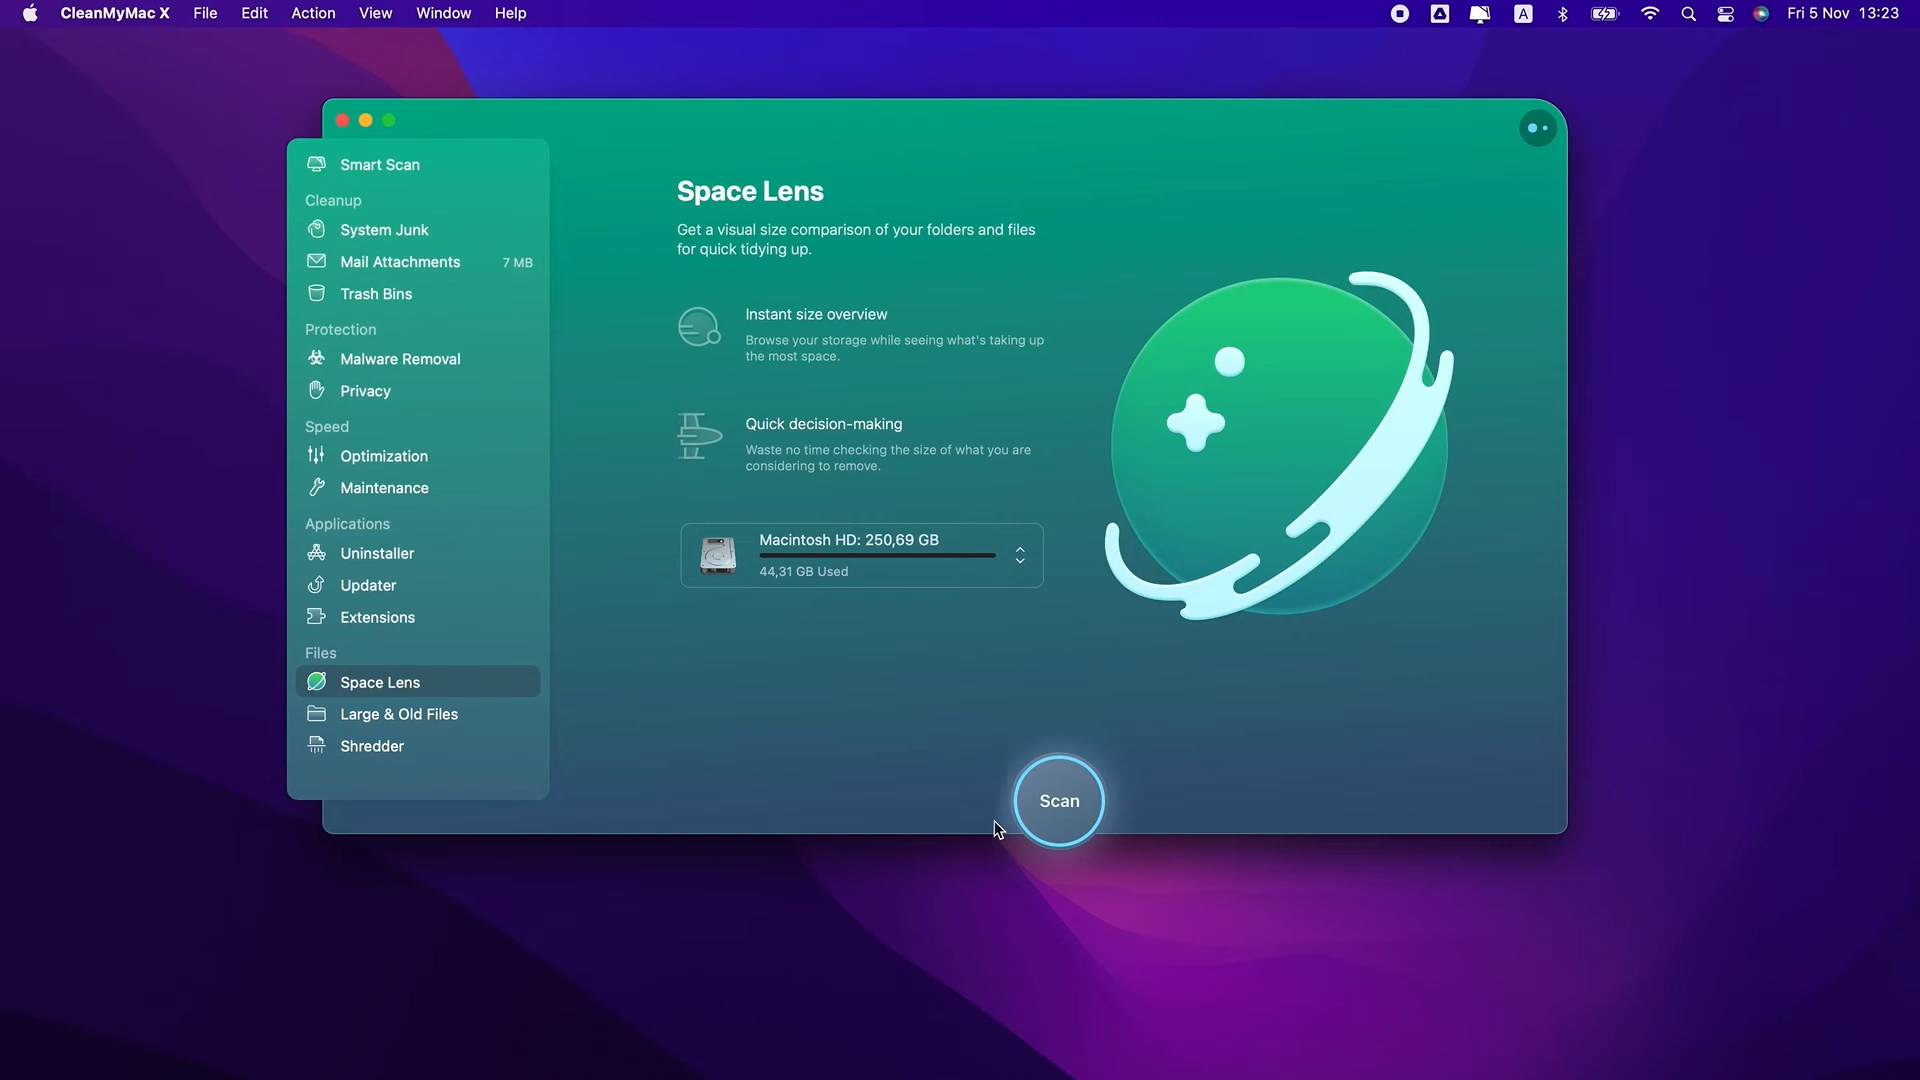 CleanMyMac X File Edit Action View Window Help A Fri 5 Nov 13:23
Smart Scan
Cleanup
System Junk
Mail Attachments 7 MB
Trash Bins
Protection
Malware Removal
Privacy
Speed
Optimization
Maintenance
Applications
Uninstaller
Updater
Extensions
Files
Space Lens
Large & Old Files
Shredder
Space Lens
Get a visual size comparison of your folders and files
for quick tidying up.
Instant size overview
Browse your storage while seeing what's taking up
the most space.
Quick decision-making
Waste no time checking the size of what you are
considering to remove.
Macintosh HD: 250,69 GB
44,31 GB Used
Scan